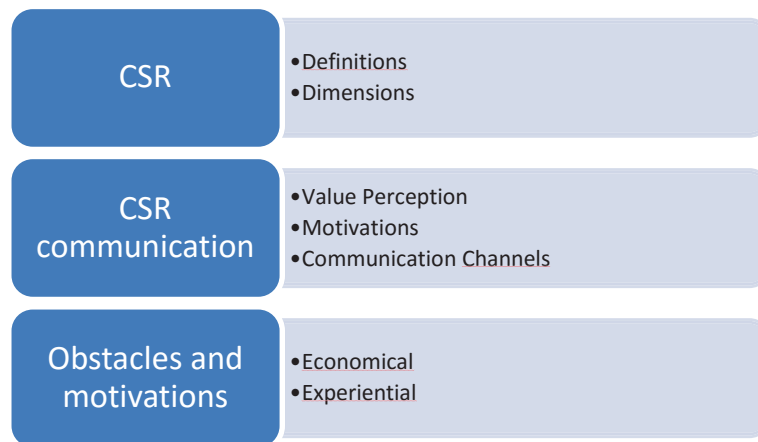 CSR
•Definitions
•Dimensions
CSR
communication
•Value Perception
•Motivations
•Communication Channels
Obstacles and
motivations
•Economical
•Experiential